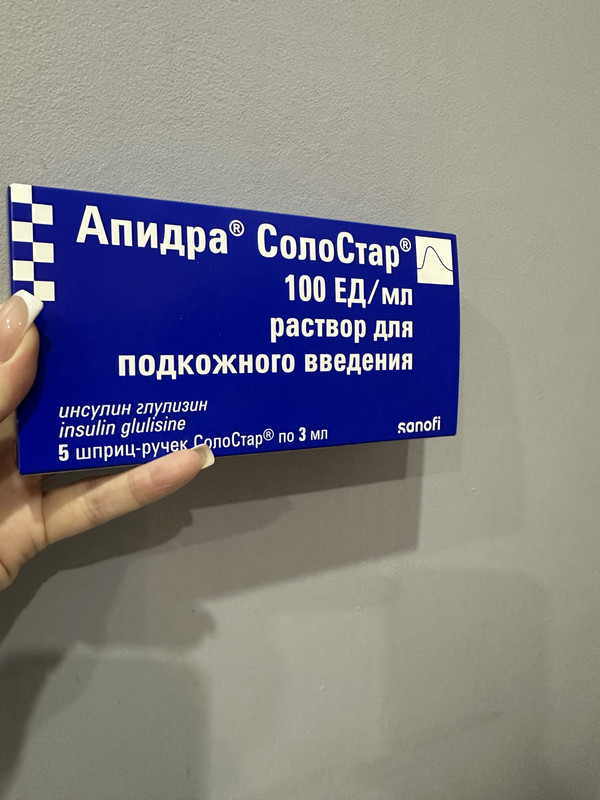 Апидра® СолоСтар®
100 ЕД/мл
раствор для
подкожного введения
инсулин глулизин
insulin glulisine
5 шприц-ручек СолоСтар® по 3 мл
sanofi